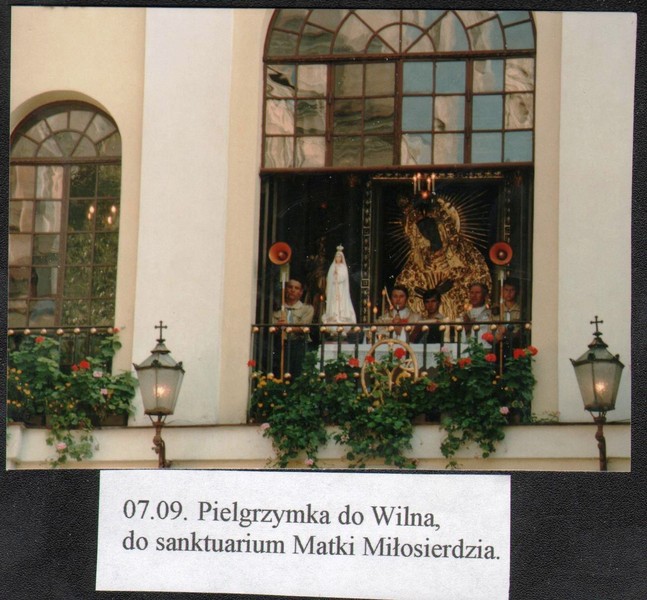 07.09. Pielgrzymka do Wilna,
do sanktuarium Matki Miłosierdzia.